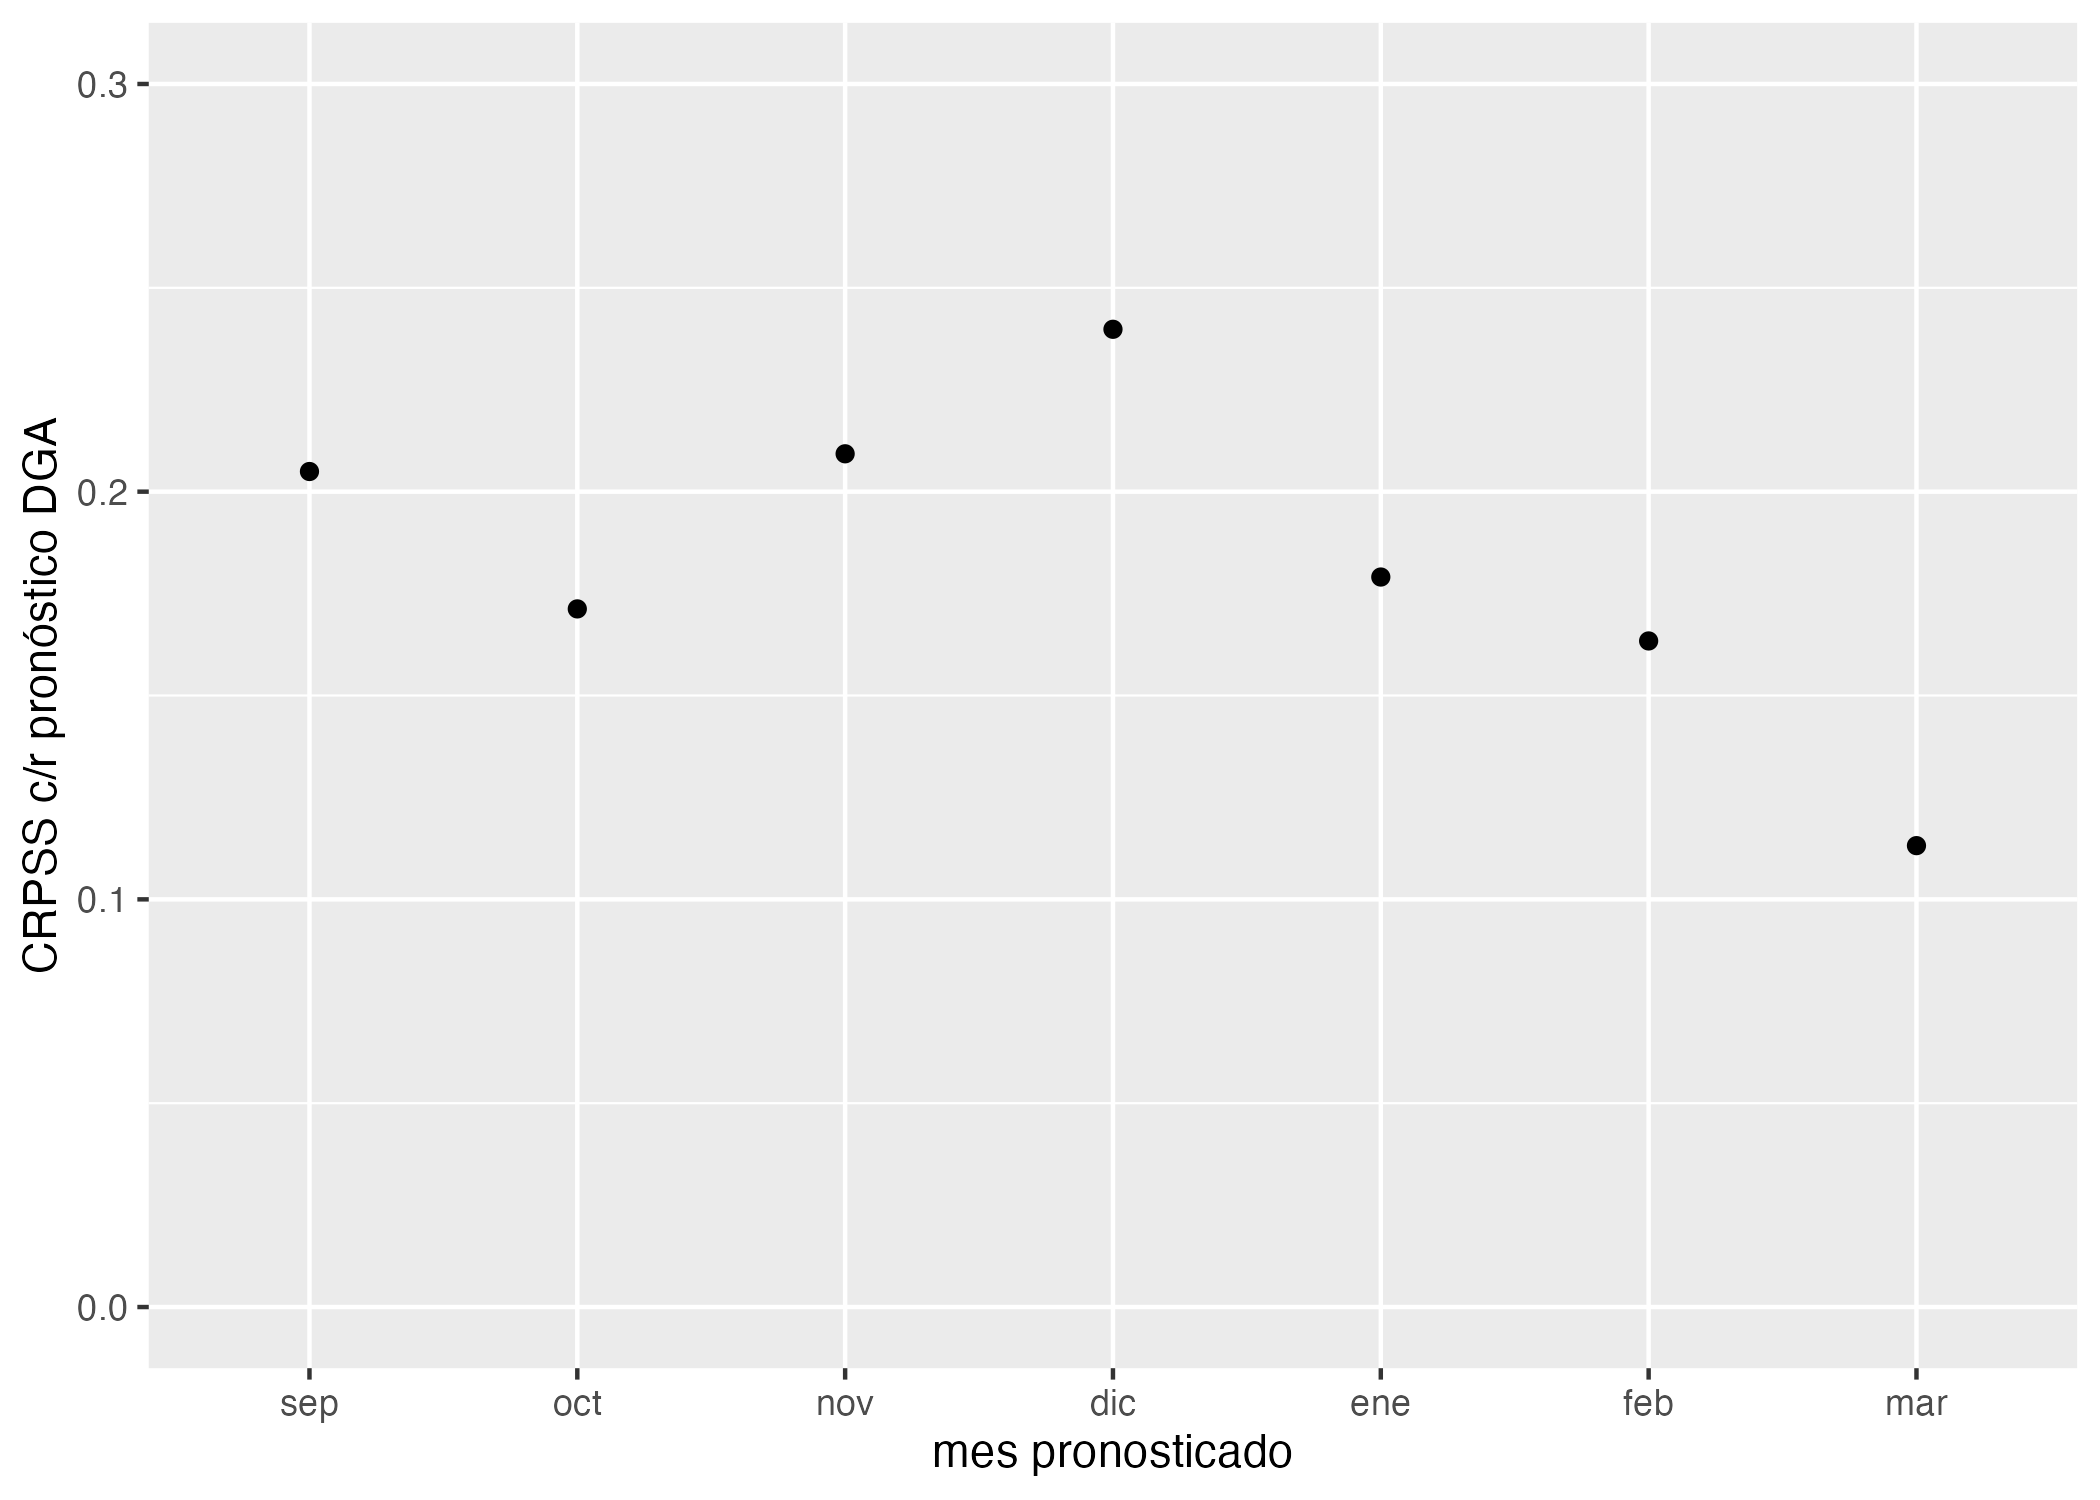 CRPSS c/r pronóstico DGA
0.3
0.2
0.1
0.0
sep oct nov dic ene feb mar
mes pronosticado